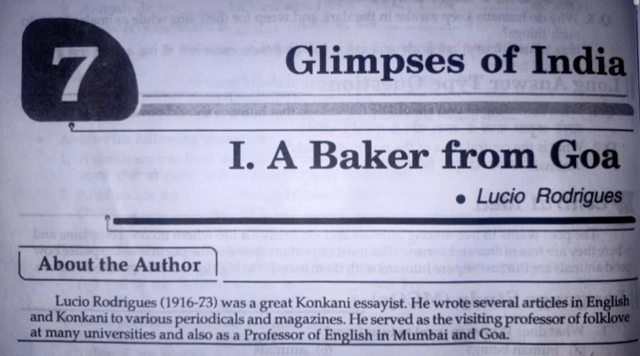 7
Glimpses of India
I. A Baker from Goa
• Lucio Rodrigues
About the Author
Lucio Rodrigues (1916-73) was a great Konkani essayist. He wrote several articles in English
and Konkani to various periodicals and magazines. He served as the visiting professor of folklove
at many universities and also as a Professor of English in Mumbai and Goa.